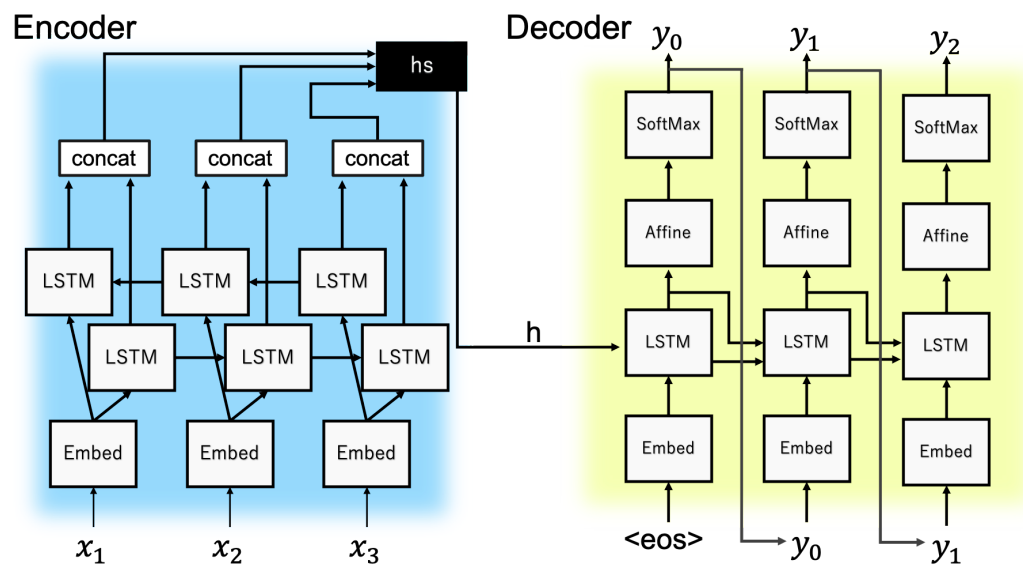 Encoder
hs
concat
concat
concat
LSTM
LSTM
LSTM
LSTM
LSTM
LSTM
Embed
Embed
Embed
x₁
x₂
x₃
h
Decoder
y₀
y₁
y₂
SoftMax
SoftMax
SoftMax
Affine
Affine
Affine
LSTM
LSTM
LSTM
Embed
Embed
Embed
<eos>
y₀
y₁